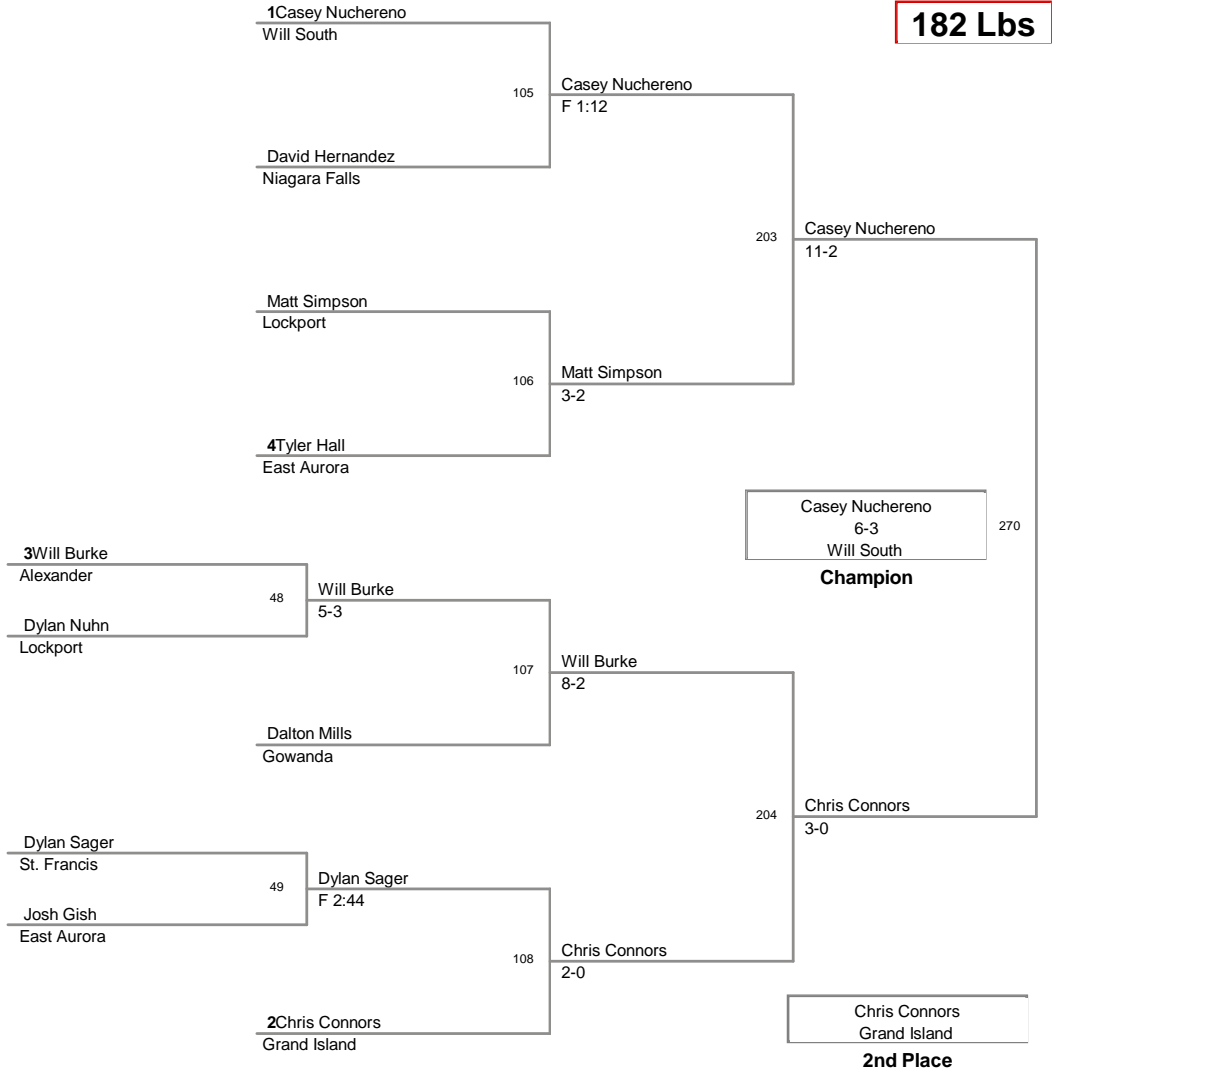 1Casey Nuchereno
Will South
182 Lbs
105
Casey Nuchereno
F 1:12
David Hernandez
Niagara Falls
203
Casey Nuchereno
11-2
Matt Simpson
Lockport
106
Matt Simpson
3-2
4Tyler Hall
East Aurora
Casey Nuchereno
6-3
Will South
270
Champion
3Will Burke
Alexander
48
Will Burke
5-3
Dylan Nuhn
Lockport
107
Will Burke
8-2
Dalton Mills
Gowanda
204
Chris Connors
3-0
Dylan Sager
St. Francis
49
Dylan Sager
F 2:44
Josh Gish
East Aurora
108
Chris Connors
2-0
2Chris Connors
Grand Island
Chris Connors
Grand Island
2nd Place